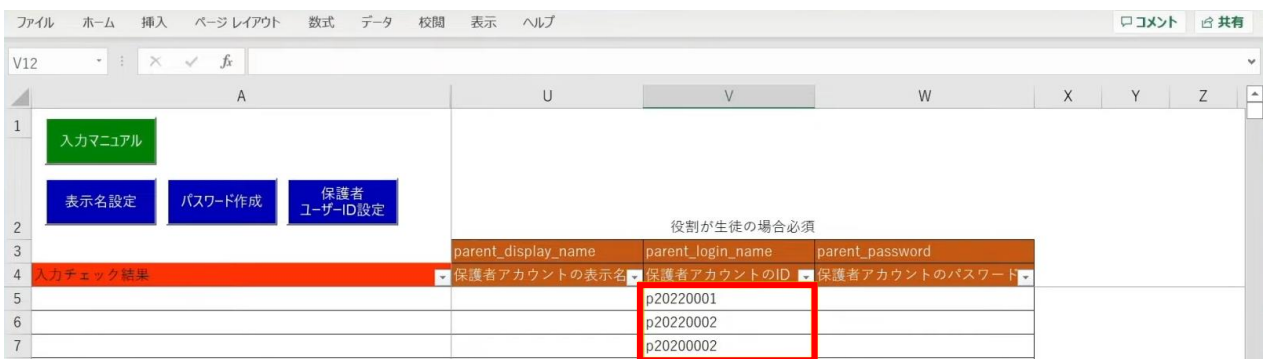 ファイル ホーム 挿入 ページ レイアウト 数式 データ 校閲 表示 ヘルプ コメント 共有
V12 fx
A U V W X Y Z
1
入力マニュアル
表示名設定 パスワード作成 保護者
ユーザーID設定
2 役割が生徒の場合必須
3 parent_display_name parent_login_name parent_password
4 入力チェック結果 保護者アカウントの表示名 保護者アカウントのID 保護者アカウントのパスワード
5 p20220001
6 p20220002
7 p20200002